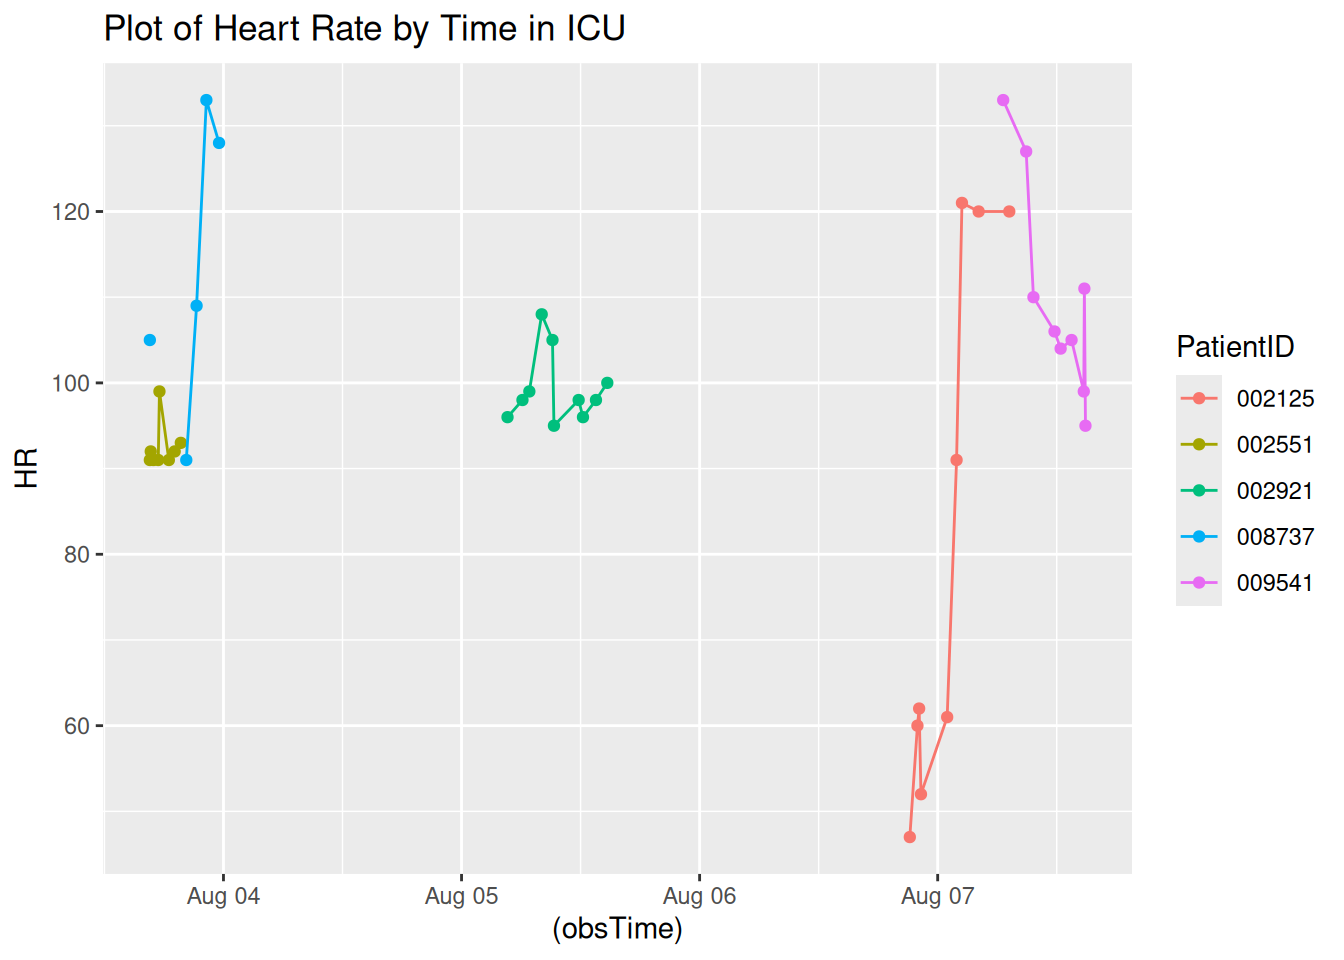 Plot of Heart Rate by Time in ICU
HR
120
100
80
60
Aug 04
Aug 05
Aug 06
Aug 07
(obsTime)
PatientID
002125
002551
002921
008737
009541